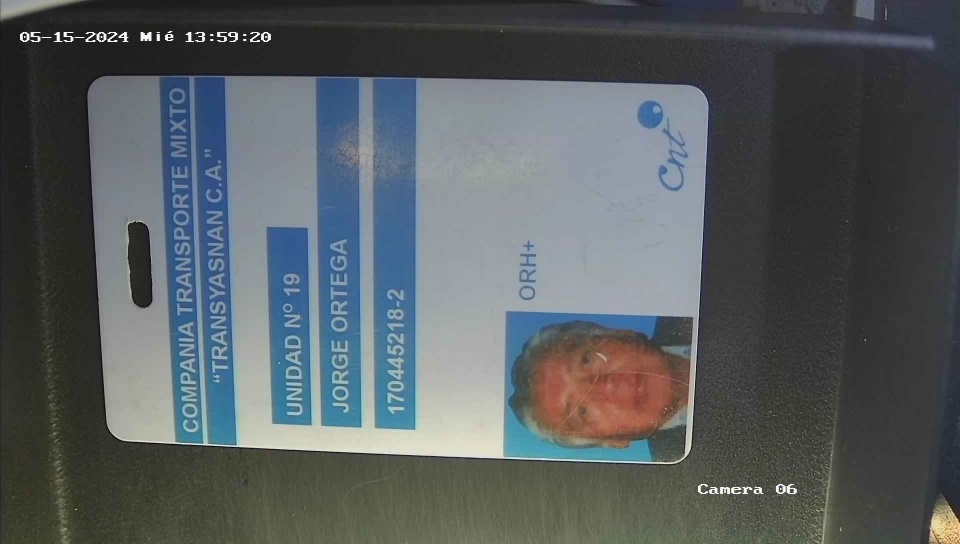 05-15-2024 Mié 13:59:20
COMPANIA TRANSPORTE MIXTO
“TRANSYASNAN C.A.”
UNIDAD Nº 19
JORGE ORTEGA
170445218-2
ORH+
Cnt
Camera 06